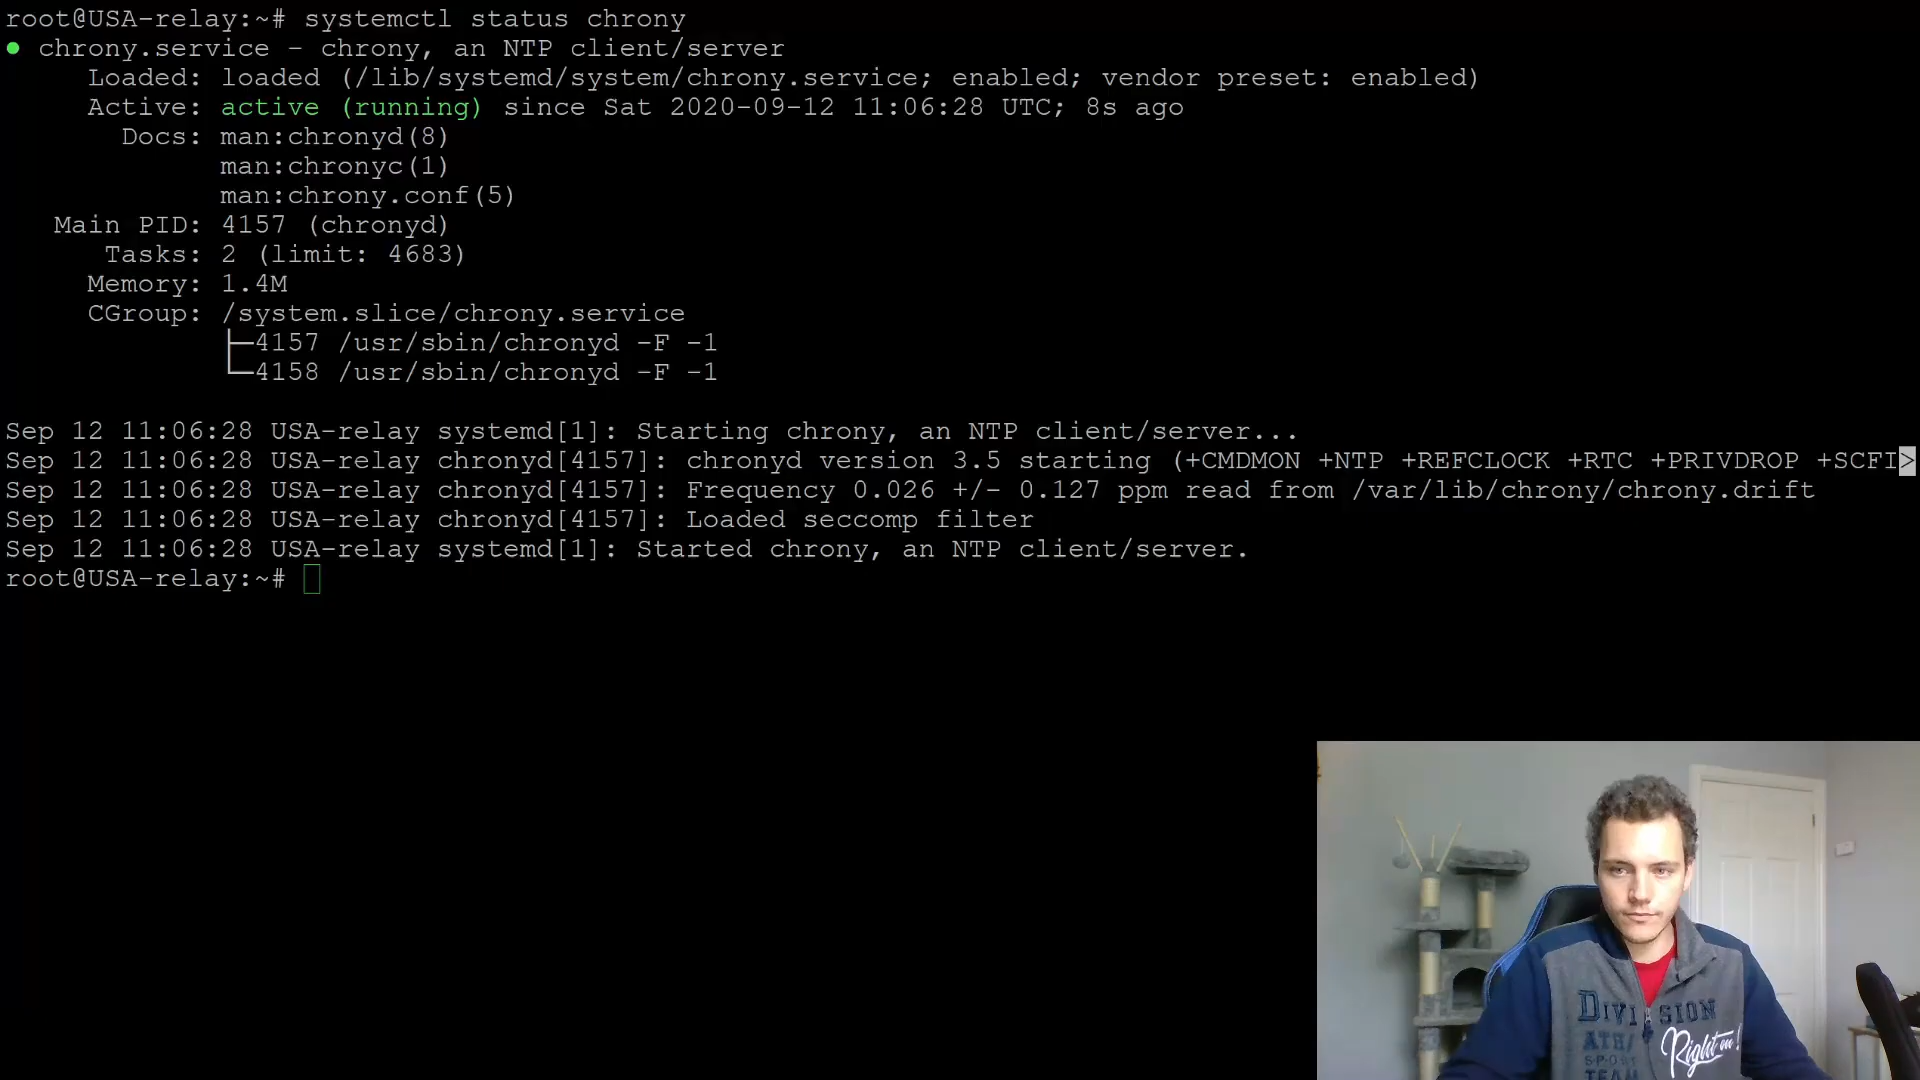 root@USA-relay:~# systemctl status chrony
● chrony.service - chrony, an NTP client/server
Loaded: loaded (/lib/systemd/system/chrony.service; enabled; vendor preset: enabled)
Active: active (running) since Sat 2020-09-12 11:06:28 UTC; 8s ago
Docs: man:chronyd(8)
man:chronyc(1)
man:chrony.conf(5)
Main PID: 4157 (chronyd)
Tasks: 2 (limit: 4683)
Memory: 1.4M
CGroup: /system.slice/chrony.service
├─4157 /usr/sbin/chronyd -F -1
└─4158 /usr/sbin/chronyd -F -1
Sep 12 11:06:28 USA-relay systemd[1]: Starting chrony, an NTP client/server...
Sep 12 11:06:28 USA-relay chronyd[4157]: chronyd version 3.5 starting (+CMDMON +NTP +REFCLOCK +RTC +PRIVDROP +SCFI>
Sep 12 11:06:28 USA-relay chronyd[4157]: Frequency 0.026 +/- 0.127 ppm read from /var/lib/chrony/chrony.drift
Sep 12 11:06:28 USA-relay chronyd[4157]: Loaded seccomp filter
Sep 12 11:06:28 USA-relay systemd[1]: Started chrony, an NTP client/server.
root@USA-relay:~#
DIVISION
Right on!
SPORT
TEAM